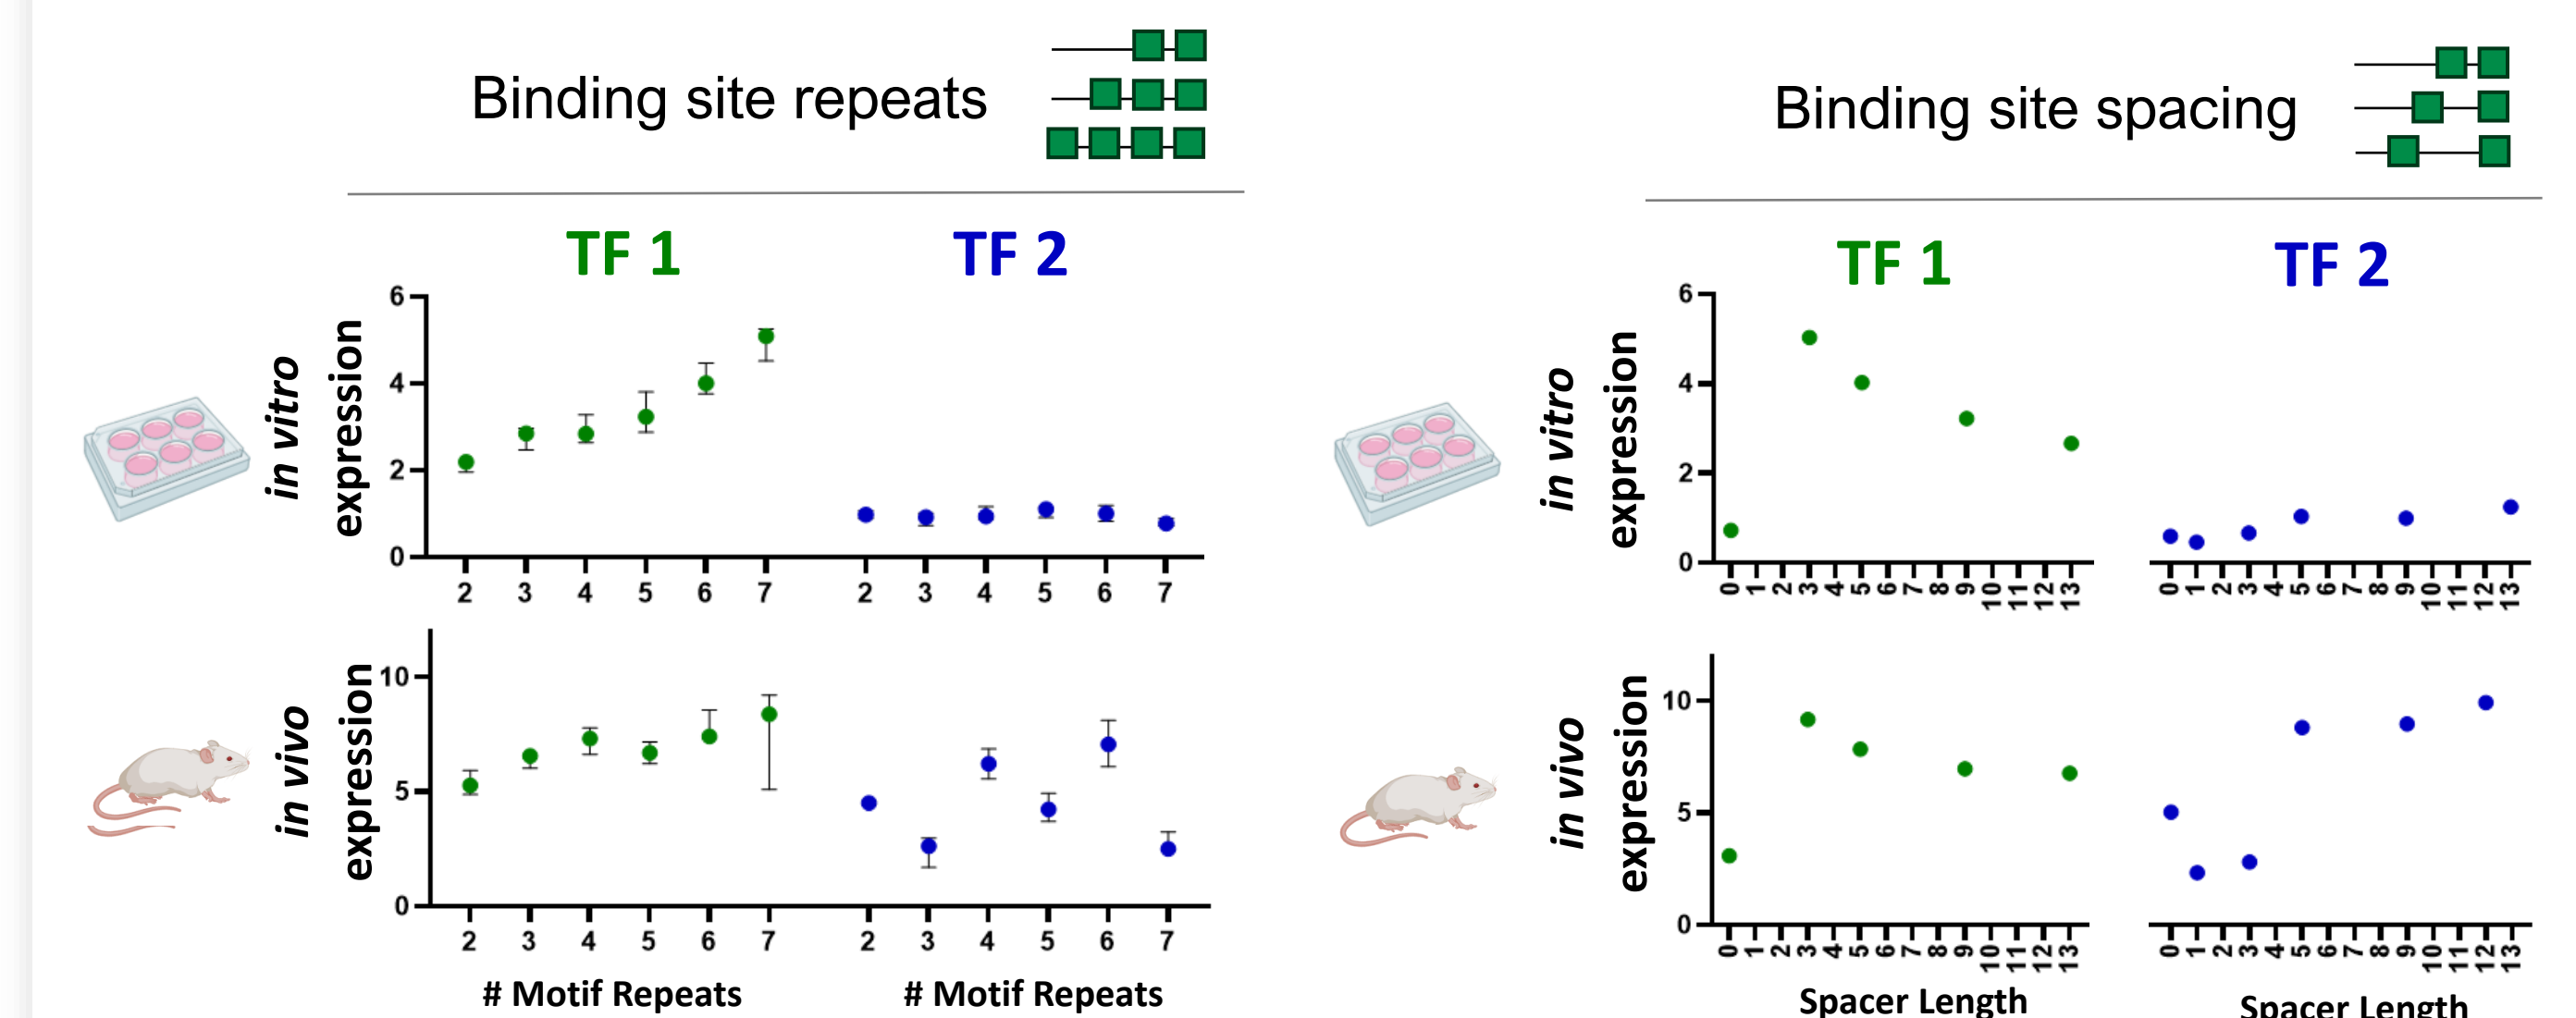 Binding site repeats
TF 1
TF 2
in vitro
expression
6
4
2
0
2 3 4 5 6 7
2 3 4 5 6 7
in vivo
expression
10
5
0
2 3 4 5 6 7
2 3 4 5 6 7
# Motif Repeats
# Motif Repeats
Binding site spacing
TF 1
TF 2
in vitro
expression
6
4
2
0
0 1 2 3 4 5 6 7 8 9 10 11 12 13
0 1 2 3 4 5 6 7 8 9 10 11 12 13
in vivo
expression
10
5
0
0 1 2 3 4 5 6 7 8 9 10 11 12 13
0 1 2 3 4 5 6 7 8 9 10 11 12 13
Spacer Length
Spacer Length